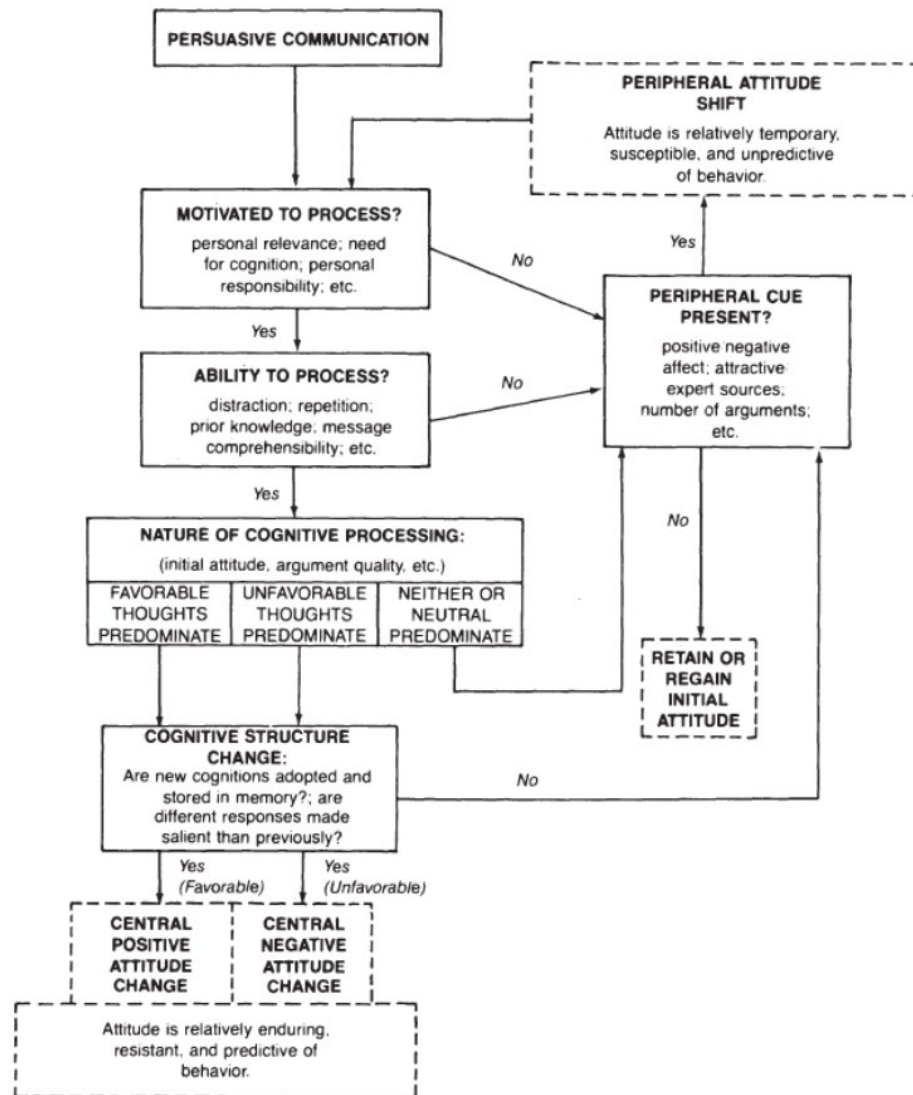 PERSUASIVE COMMUNICATION
PERIPHERAL ATTITUDE
SHIFT
Attitude is relatively temporary,
susceptible, and unpredictive
of behavior.
MOTIVATED TO PROCESS?
personal relevance; need
for cognition; personal
responsibility; etc.
No
Yes
PERIPHERAL CUE
PRESENT?
positive negative
affect; attractive
expert sources;
number of arguments;
etc.
Yes
ABILITY TO PROCESS?
distraction; repetition;
prior knowledge; message
comprehensibility; etc.
No
Yes
NATURE OF COGNITIVE PROCESSING:
(initial attitude, argument quality, etc.)
FAVORABLE
THOUGHTS
PREDOMINATE
UNFAVORABLE
THOUGHTS
PREDOMINATE
NEITHER OR
NEUTRAL
PREDOMINATE
No
RETAIN OR
REGAIN
INITIAL
ATTITUDE
COGNITIVE STRUCTURE
CHANGE:
Are new cognitions adopted and
stored in memory?; are
different responses made
salient than previously?
No
Yes
(Favorable)
Yes
(Unfavorable)
CENTRAL
POSITIVE
ATTITUDE
CHANGE
CENTRAL
NEGATIVE
ATTITUDE
CHANGE
Attitude is relatively enduring,
resistant, and predictive of
behavior.